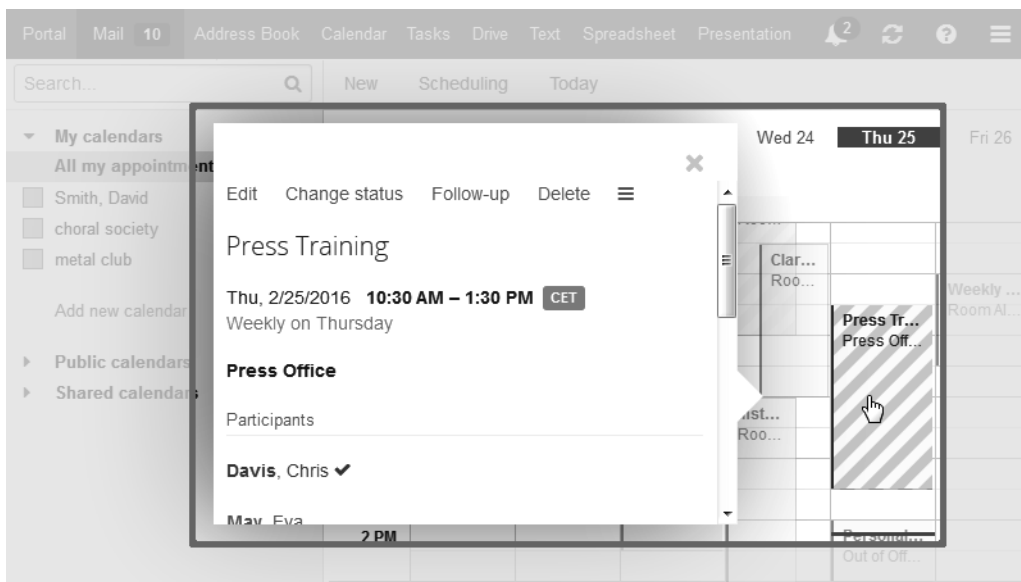 Portal Mail 10 Address Book Calendar Tasks Drive Text Spreadsheet Presentation 2
Search... New Scheduling Today
My calendars
Wed 24 Thu 25 Fri 26
All my appointment
Smith, David
choral society
metal club
Add new calendar
Public calendars
Shared calendars
Edit Change status Follow-up Delete
Press Training
Thu, 2/25/2016 10:30 AM – 1:30 PM CET
Weekly on Thursday
Press Office
Participants
Davis, Chris
May, Eva
Clar...
Roo...
Weekly ...
Room Al...
Press Tr...
Press Off...
Roo...
2 PM
Personal...
Out of Off...